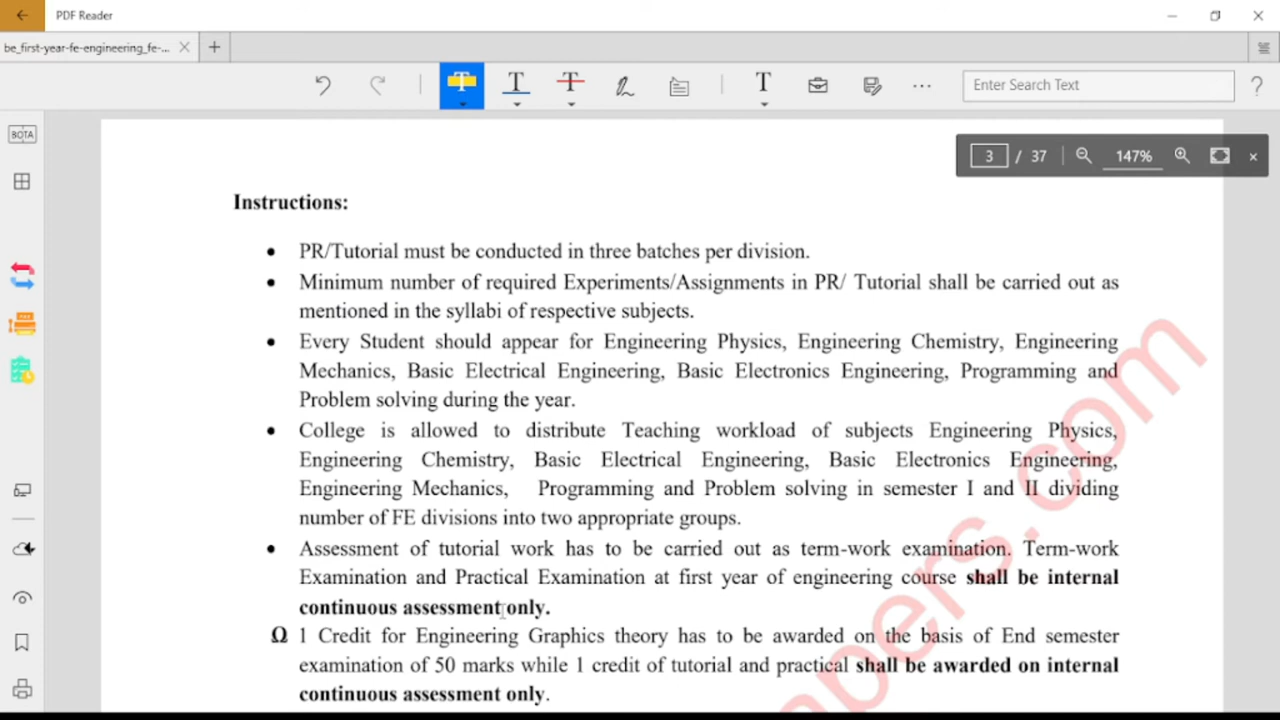 PDF Reader
be_first-year-fe-engineering_fe-...
Enter Search Text
BOTA
3 / 37 147%
Instructions:
• PR/Tutorial must be conducted in three batches per division.
• Minimum number of required Experiments/Assignments in PR/ Tutorial shall be carried out as
mentioned in the syllabi of respective subjects.
• Every Student should appear for Engineering Physics, Engineering Chemistry, Engineering
Mechanics, Basic Electrical Engineering, Basic Electronics Engineering, Programming and
Problem solving during the year.
• College is allowed to distribute Teaching workload of subjects Engineering Physics,
Engineering Chemistry, Basic Electrical Engineering, Basic Electronics Engineering,
Engineering Mechanics, Programming and Problem solving in semester I and II dividing
number of FE divisions into two appropriate groups.
• Assessment of tutorial work has to be carried out as term-work examination. Term-work
Examination and Practical Examination at first year of engineering course shall be internal
continuous assessment only.
Ω 1 Credit for Engineering Graphics theory has to be awarded on the basis of End semester
examination of 50 marks while 1 credit of tutorial and practical shall be awarded on internal
continuous assessment only.
pers.com